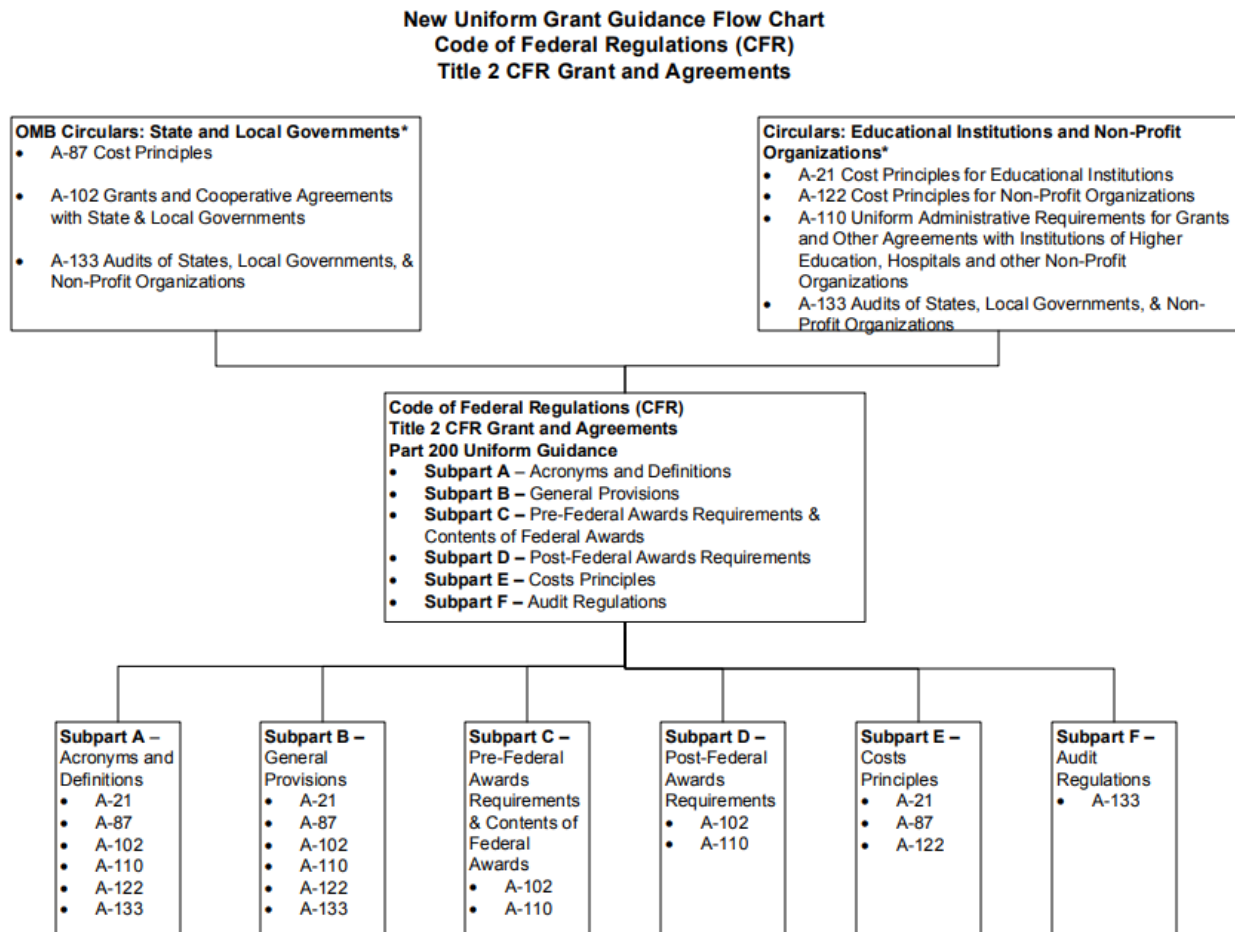 New Uniform Grant Guidance Flow Chart
Code of Federal Regulations (CFR)
Title 2 CFR Grant and Agreements
OMB Circulars: State and Local Governments*
• A-87 Cost Principles
• A-102 Grants and Cooperative Agreements
with State & Local Governments
• A-133 Audits of States, Local Governments, &
Non-Profit Organizations
Circulars: Educational Institutions and Non-Profit
Organizations*
• A-21 Cost Principles for Educational Institutions
• A-122 Cost Principles for Non-Profit Organizations
• A-110 Uniform Administrative Requirements for Grants
and Other Agreements with Institutions of Higher
Education, Hospitals and other Non-Profit
Organizations
• A-133 Audits of States, Local Governments, & Non-
Profit Organizations
Code of Federal Regulations (CFR)
Title 2 CFR Grant and Agreements
Part 200 Uniform Guidance
• Subpart A – Acronyms and Definitions
• Subpart B – General Provisions
• Subpart C – Pre-Federal Awards Requirements &
Contents of Federal Awards
• Subpart D – Post-Federal Awards Requirements
• Subpart E – Costs Principles
• Subpart F – Audit Regulations
Subpart A –
Acronyms and
Definitions
• A-21
• A-87
• A-102
• A-110
• A-122
• A-133
Subpart B –
General
Provisions
• A-21
• A-87
• A-102
• A-110
• A-122
• A-133
Subpart C –
Pre-Federal
Awards
Requirements
& Contents of
Federal
Awards
• A-102
• A-110
Subpart D –
Post-Federal
Awards
Requirements
• A-102
• A-110
Subpart E –
Costs
Principles
• A-21
• A-87
• A-122
Subpart F –
Audit
Regulations
• A-133